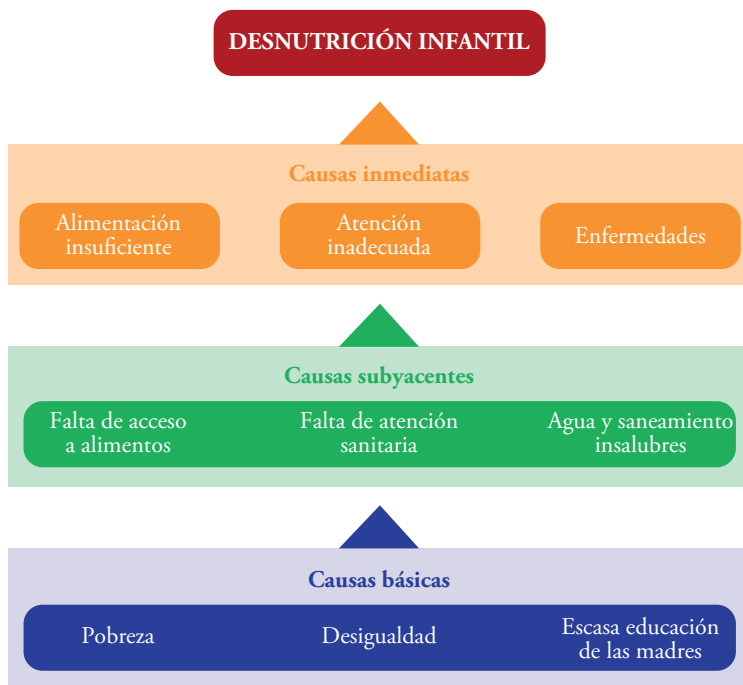 DESNUTRICIÓN INFANTIL
Causas inmediatas
Alimentación
insuficiente
Atención
inadecuada
Enfermedades
Causas subyacentes
Falta de acceso
a alimentos
Falta de atención
sanitaria
Agua y saneamiento
insalubres
Causas básicas
Pobreza
Desigualdad
Escasa educación
de las madres